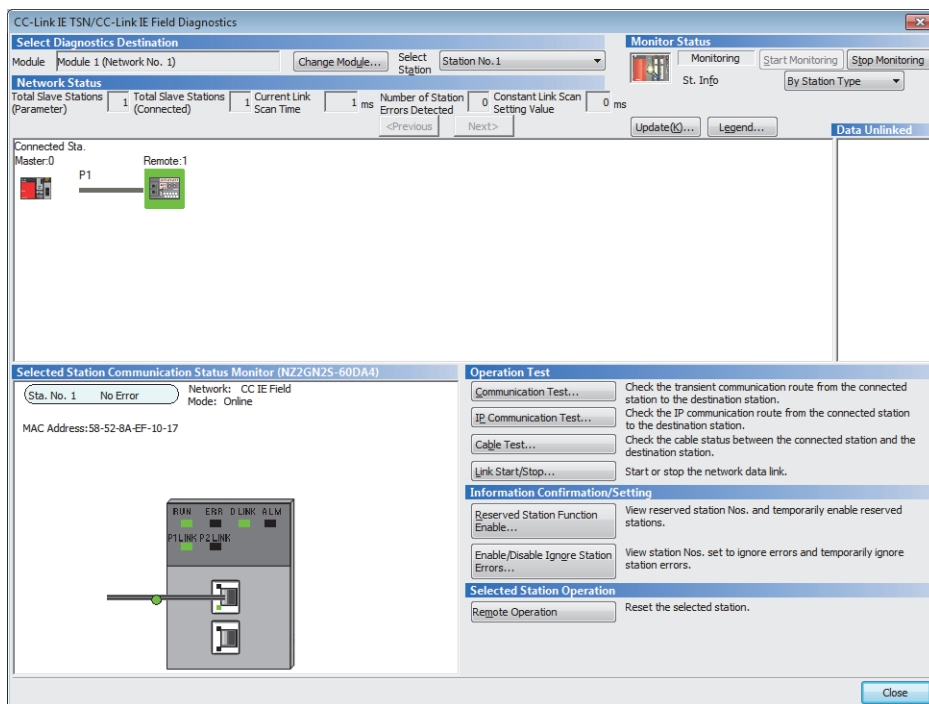 CC-Link IE TSN/CC-Link IE Field Diagnostics
Select Diagnostics Destination
Module Module 1 (Network No. 1) Change Module... Select Station Station No.1
Monitor Status
Monitoring Start Monitoring Stop Monitoring
St. Info By Station Type
Network Status
Total Slave Stations (Parameter) 1 Total Slave Stations (Connected) 1 Current Link Scan Time 1 ms Number of Station Errors Detected 0 Constant Link Scan Setting Value 0 ms
<Previous Next>
Update(K)... Legend...
Data Unlinked
Connected Sta.
Master:0 Remote:1
P1
Selected Station Communication Status Monitor (NZ2GN2S-60DA4)
Sta. No. 1 No Error
Network: CC IE Field
Mode: Online
MAC Address:58-52-8A-EF-10-17
RUN ERR D LINK ALM
P1LINK P2LINK
Operation Test
Communication Test...
Check the transient communication route from the connected
station to the destination station.
IP Communication Test...
Check the IP communication route from the connected station
to the destination station.
Cable Test...
Check the cable status between the connected station and the
destination station.
Link Start/Stop...
Start or stop the network data link.
Information Confirmation/Setting
Reserved Station Function
Enable...
View reserved station Nos. and temporarily enable reserved
stations.
Enable/Disable Ignore Station
Errors...
View station Nos. set to ignore errors and temporarily ignore
station errors.
Selected Station Operation
Remote Operation
Reset the selected station.
Close